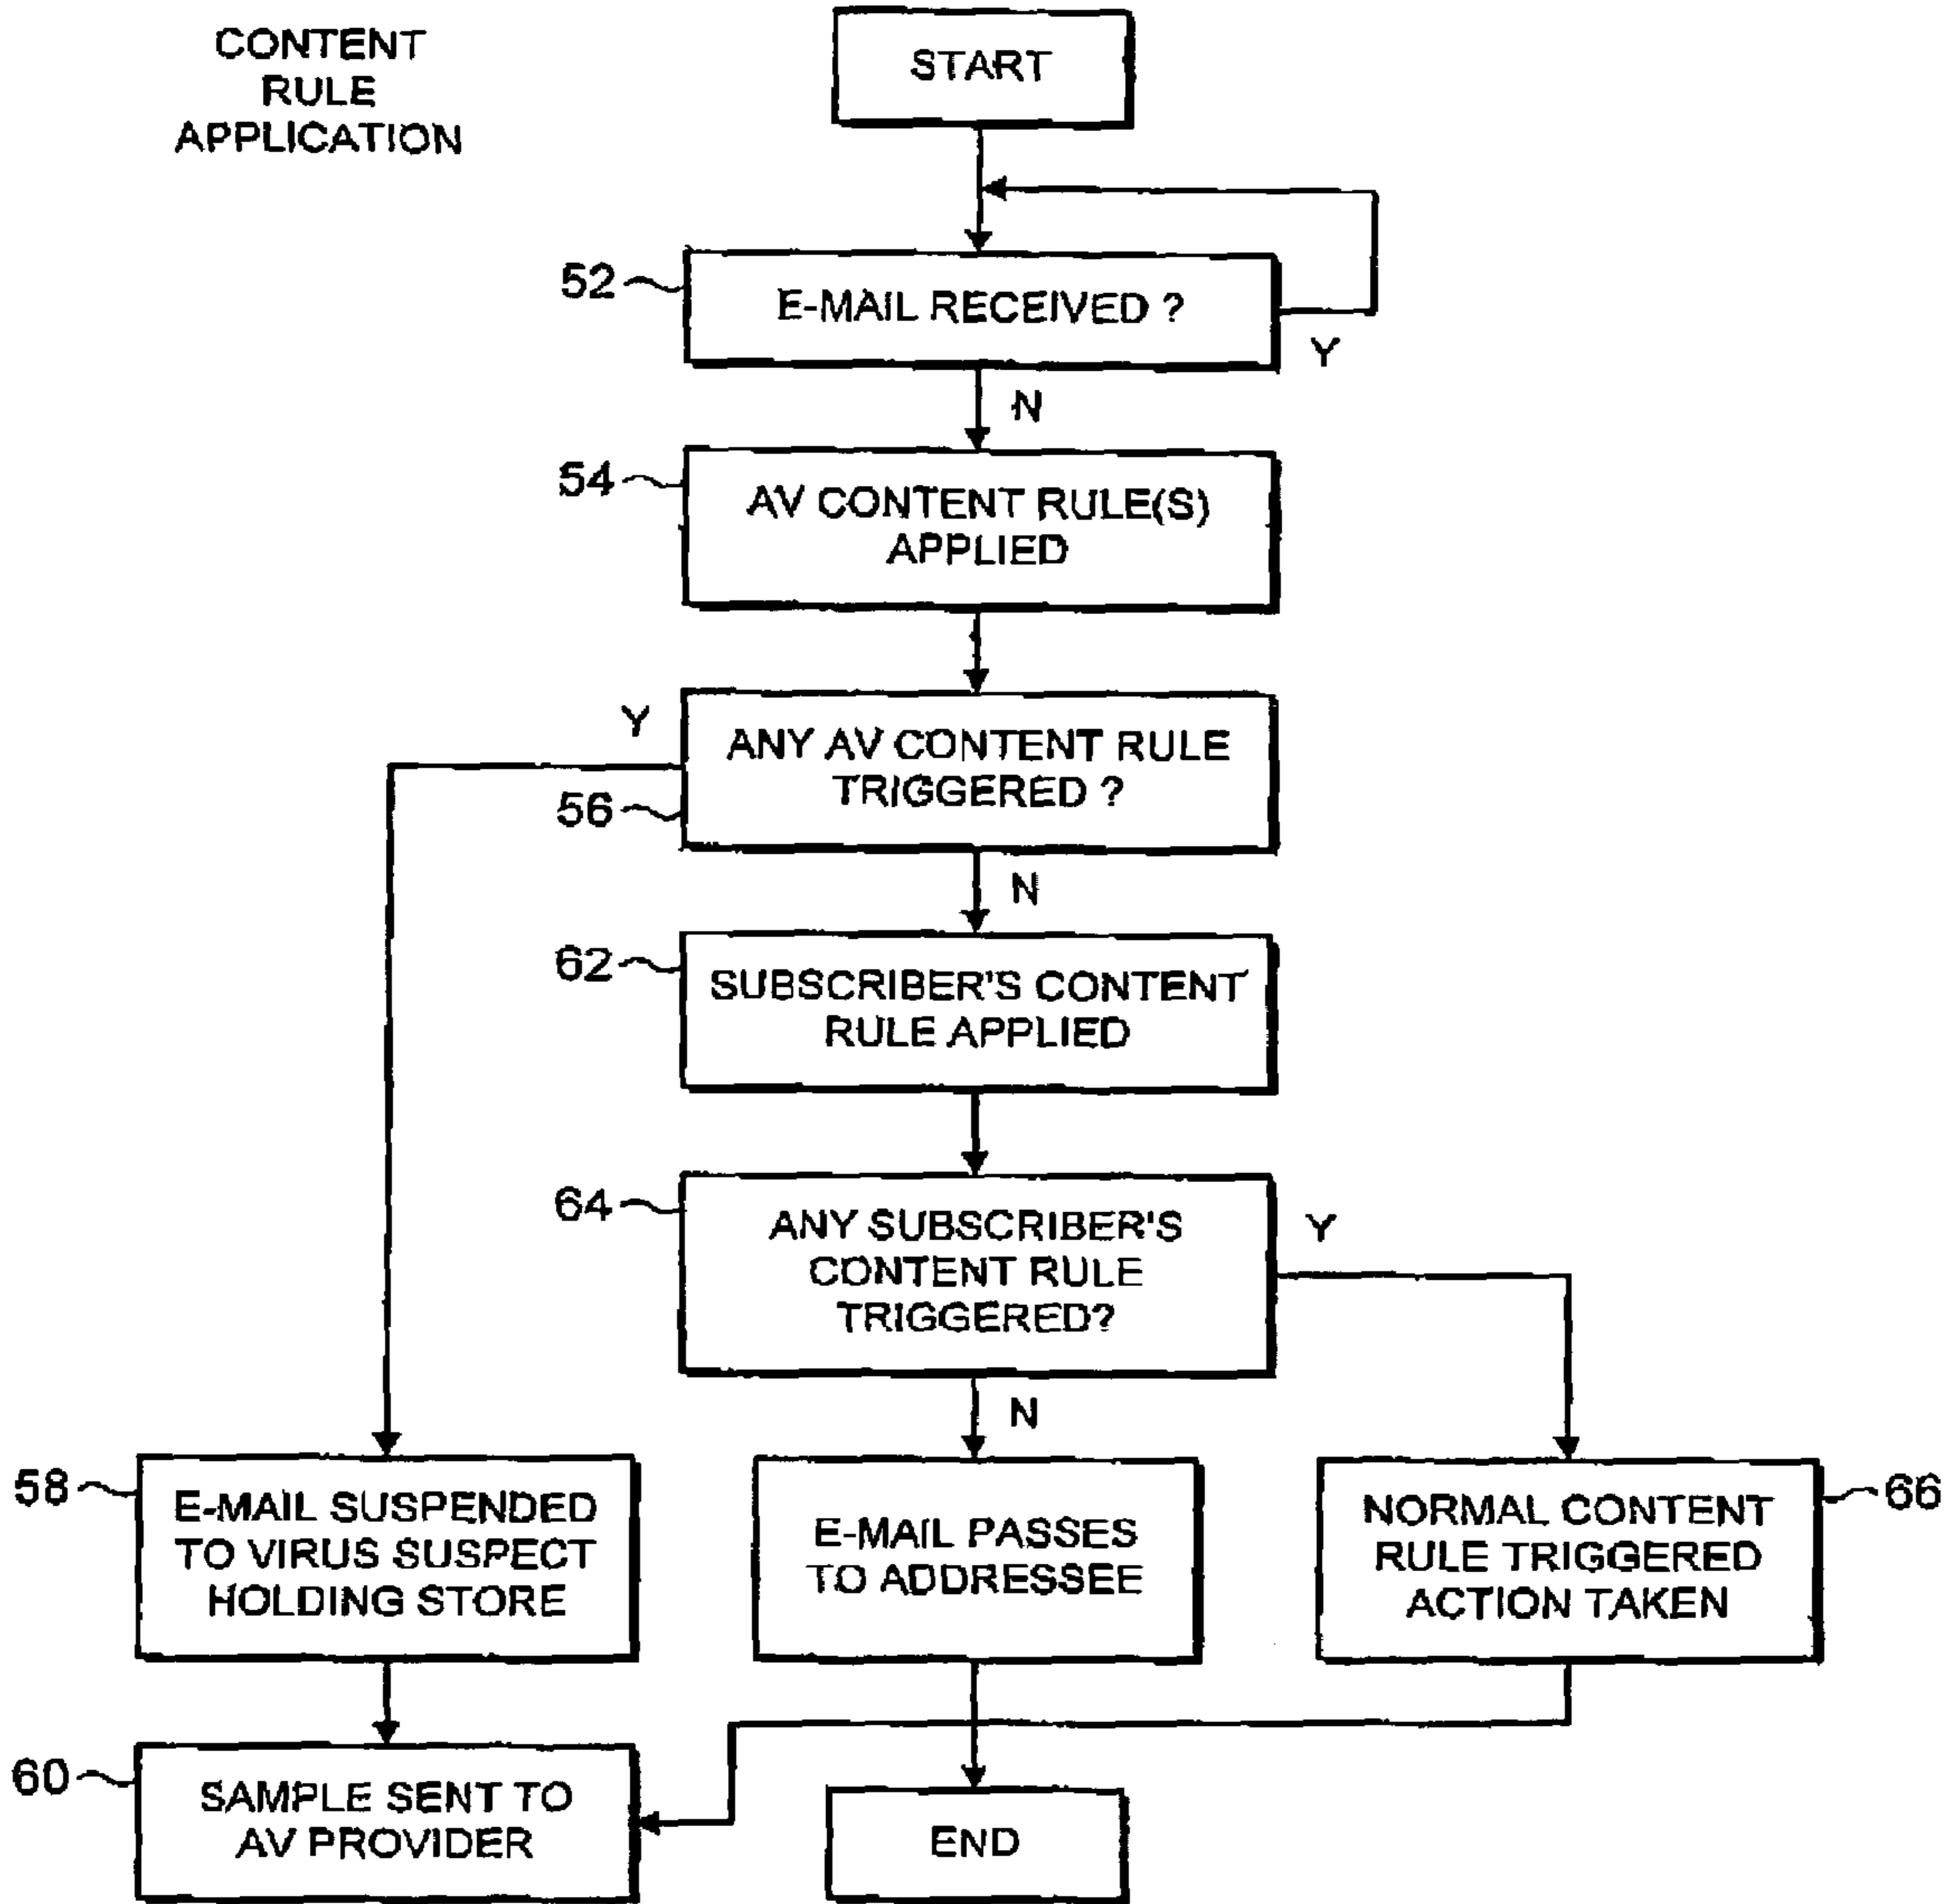 CONTENT
RULE
APPLICATION
START
52
E-MAIL RECEIVED ?
Y
N
54
AV CONTENT RULE(S)
APPLIED
Y
ANY AV CONTENT RULE
TRIGGERED ?
56
N
62
SUBSCRIBER'S CONTENT
RULE APPLIED
64
ANY SUBSCRIBER'S
CONTENT RULE
TRIGGERED?
Y
N
58
E-MAIL SUSPENDED
TO VIRUS SUSPECT
HOLDING STORE
E-MAIL PASSES
TO ADDRESSEE
NORMAL CONTENT
RULE TRIGGERED
ACTION TAKEN
66
60
SAMPLE SENT TO
AV PROVIDER
END